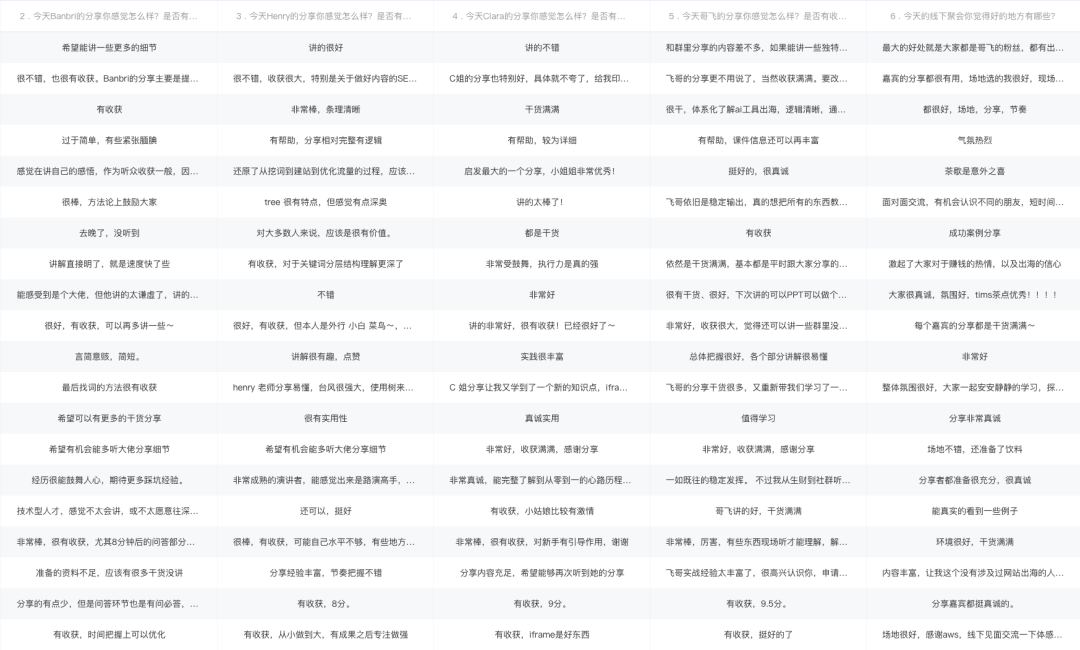 2 . 今天Banbri的分享你感觉怎么样？是否有…
3 . 今天Henry的分享你感觉怎么样？是否有…
4 . 今天Clara的分享你感觉怎么样？是否有…
5 . 今天哥飞的分享你感觉怎么样？是否有收…
6 . 今天的线下聚会你觉得好的地方有哪些?
希望能讲一些更多的细节
讲的很好
讲的不错
和群里分享的内容差不多，如果能讲一些独特…
最大的好处就是大家都是哥飞的粉丝，都有出…
很不错，也很有收获。Banbri的分享主要是提…
很不错，收获很大，特别是关于做好内容的SE…
C姐的分享也特别好，具体就不夸了，给我印…
飞哥的分享更不用说了，当然收获满满。要改…
嘉宾的分享都很有用，场地选的我很好，现场…
有收获
非常棒，条理清晰
干货满满
很干，体系化了解ai工具出海，逻辑清晰，通…
都很好，场地，分享，节奏
过于简单，有些紧张腼腆
有帮助，分享相对完整有逻辑
有帮助，较为详细
有帮助，课件信息还可以再丰富
气氛热烈
感觉在讲自己的感悟，作为听众收获一般，因…
还原了从挖词到建站到优化流量的过程，应该…
启发最大的一个分享，小姐姐非常优秀！
挺好的，很真诚
茶歇是意外之喜
很棒，方法论上鼓励大家
tree 很有特点，但感觉有点深奥
讲的太棒了！
飞哥依旧是稳定输出，真的想把所有的东西教…
面对面交流，有机会认识不同的朋友，短时间…
去晚了，没听到
对大多数人来说，应该是很有价值。
都是干货
有收获
成功案例分享
讲解直接明了，就是速度快了些
有收获，对于关键词分层结构理解更深了
非常受鼓舞，执行力是真的强
依然是干货满满，基本都是平时跟大家分享的…
激起了大家对于赚钱的热情，以及出海的信心
能感受到是个大佬，但他讲的太谦虚了，讲的…
不错
非常好
很有干货、很好，下次讲的可以PPT可以做个…
大家很真诚，氛围好，tims茶点优秀！！！！
很好，有收获，可以再多讲一些～
很好，有收获，但本人是外行 小白 菜鸟～，…
讲的非常好，很有收获！已经很好了～
非常好，收获很大，觉得还可以讲一些群里没…
每个嘉宾的分享都是干货满满～
言简意赅，简短。
讲解很有趣，点赞
实践很丰富
总体把握很好，各个部分讲解很易懂
非常好
最后找词的方法很有收获
henry 老师分享易懂，台风很强大，使用树来…
C 姐分享让我又学到了一个新的知识点，ifra…
飞哥的分享干货很多，又重新带我们学习了一…
整体氛围很好，大家一起安安静静的学习，探…
希望可以有更多的干货分享
很有实用性
真诚实用
值得学习
分享非常真诚
希望有机会能多听大佬分享细节
希望有机会能多听大佬分享细节
非常好，收获满满，感谢分享
非常好，收获满满，感谢分享
场地不错，还准备了饮料
经历很能鼓舞人心，期待更多踩坑经验。
非常成熟的演讲者，能感觉出来是路演高手，…
非常真诚，能完整了解到从零到一的心路历程…
一如既往的稳定发挥。 不过我从生财到社群听…
分享者都准备很充分，很真诚
技术型人才，感觉不太会讲，或不太愿意往深…
还可以，挺好
有收获，小姑娘比较有激情
哥飞讲的好，干货满满
能真实的看到一些例子
非常棒，很有收获，尤其8分钟后的问答部分…
很棒，有收获，可能自己水平不够，有些地方…
非常棒，很有收获，对新手有引导作用，谢谢
非常棒，厉害，有些东西现场听才能理解，解…
环境很好，干货满满
准备的资料不足，应该有很多干货没讲
分享经验丰富，节奏把握不错
分享内容充足，希望能够再次听到她的分享
飞哥实战经验太丰富了，很高兴认识你，申请…
内容丰富，让我这个没有涉及过网站出海的人…
分享的有点少，但是问答环节也是有问必答，…
有收获，8分。
有收获，9分。
有收获，9.5分。
分享嘉宾都挺真诚的。
有收获，时间把握上可以优化
有收获，从小做到大，有成果之后专注做强
有收获，iframe是好东西
有收获，挺好的了
场地很好，感谢aws，线下见面交流一下体感…